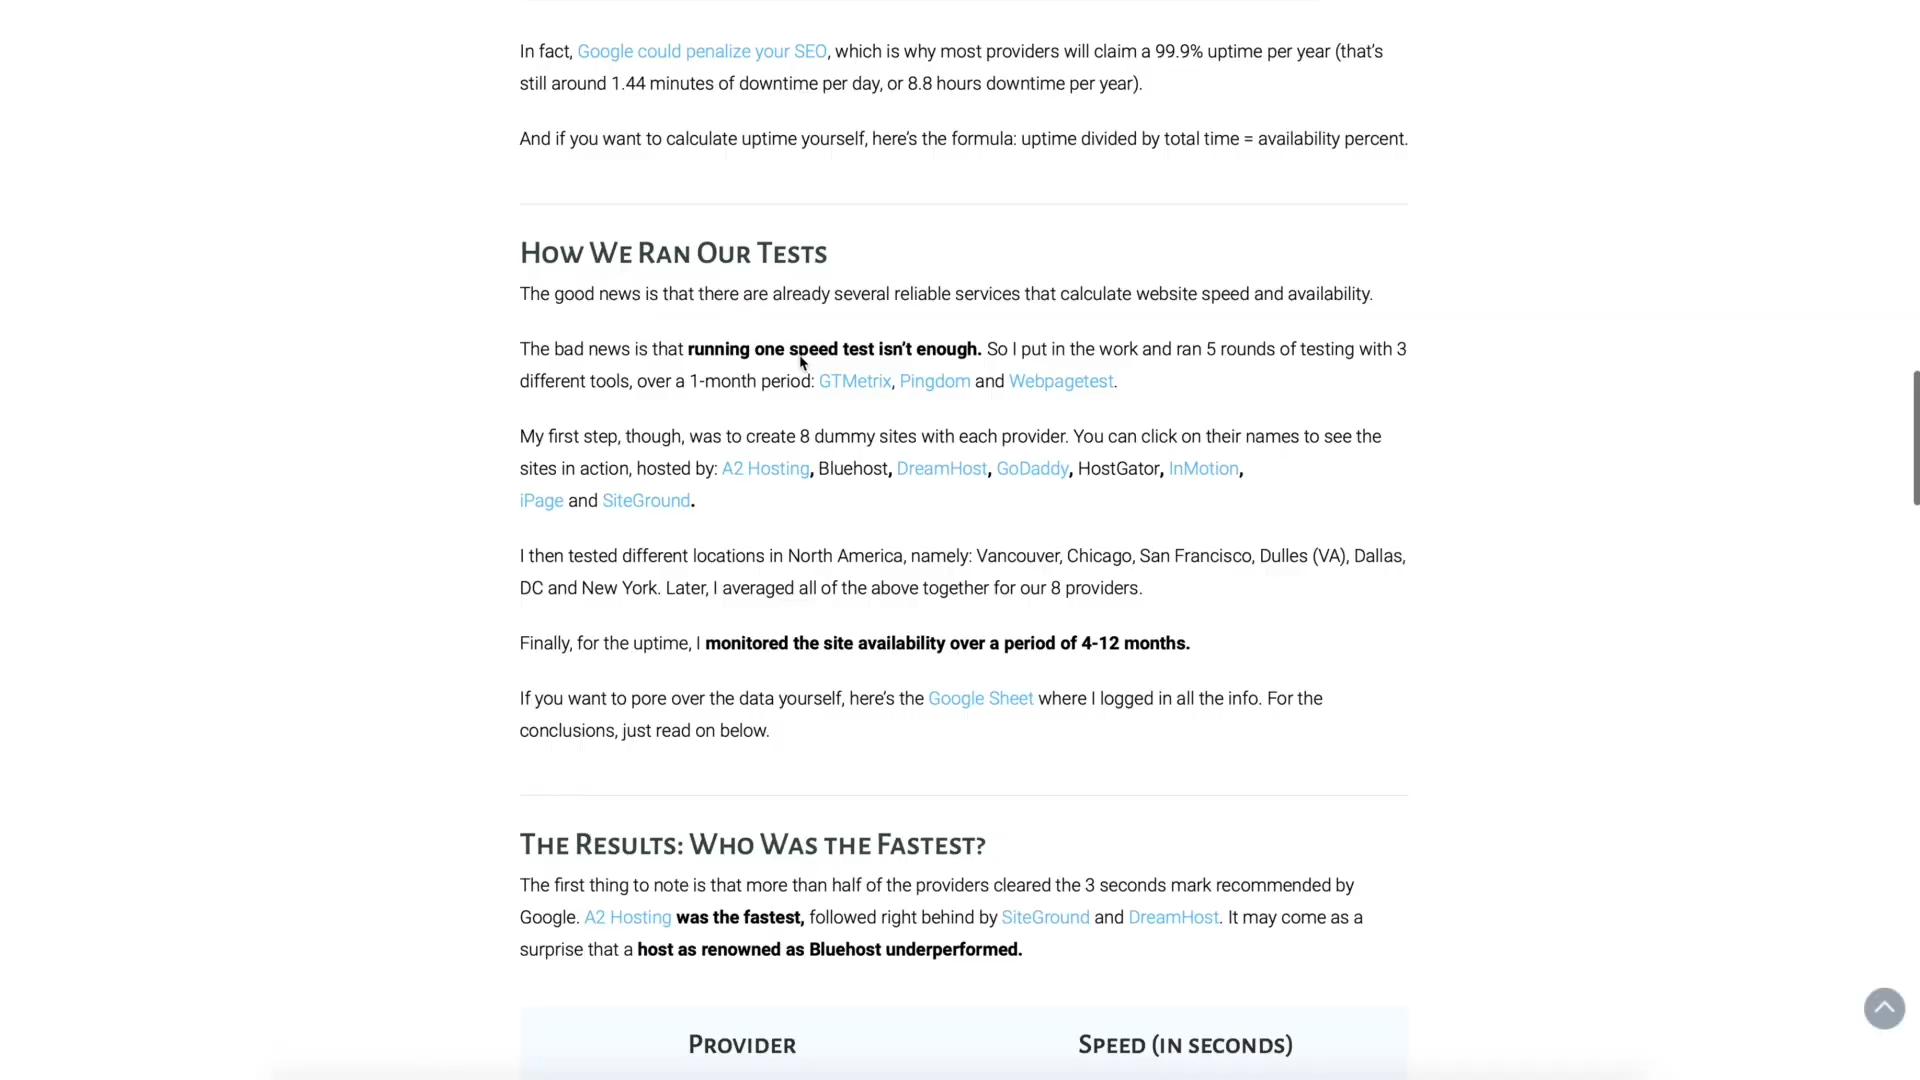 In fact, Google could penalize your SEO, which is why most providers will claim a 99.9% uptime per year (that's
still around 1.44 minutes of downtime per day, or 8.8 hours downtime per year).
And if you want to calculate uptime yourself, here's the formula: uptime divided by total time = availability percent.
How We Ran Our Tests
The good news is that there are already several reliable services that calculate website speed and availability.
The bad news is that running one speed test isn't enough. So I put in the work and ran 5 rounds of testing with 3
different tools, over a 1-month period: GTMetrix, Pingdom and Webpagetest.
My first step, though, was to create 8 dummy sites with each provider. You can click on their names to see the
sites in action, hosted by: A2 Hosting, Bluehost, DreamHost, GoDaddy, HostGator, InMotion,
iPage and SiteGround.
I then tested different locations in North America, namely: Vancouver, Chicago, San Francisco, Dulles (VA), Dallas,
DC and New York. Later, I averaged all of the above together for our 8 providers.
Finally, for the uptime, I monitored the site availability over a period of 4-12 months.
If you want to pore over the data yourself, here's the Google Sheet where I logged in all the info. For the
conclusions, just read on below.
The Results: Who Was the Fastest?
The first thing to note is that more than half of the providers cleared the 3 seconds mark recommended by
Google. A2 Hosting was the fastest, followed right behind by SiteGround and DreamHost. It may come as a
surprise that a host as renowned as Bluehost underperformed.
Provider Speed (in seconds)